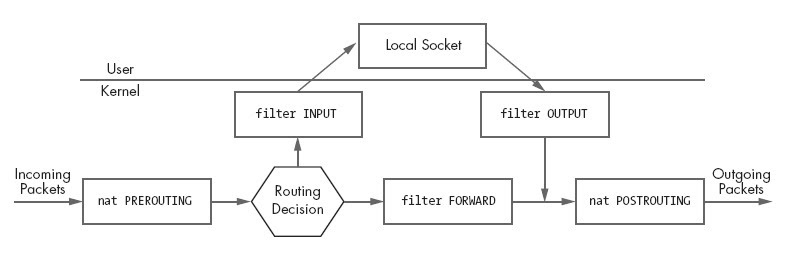 Local Socket
User
Kernel
filter INPUT
filter OUTPUT
Incoming
Packets
nat PREROUTING
Routing
Decision
filter FORWARD
nat POSTROUTING
Outgoing
Packets